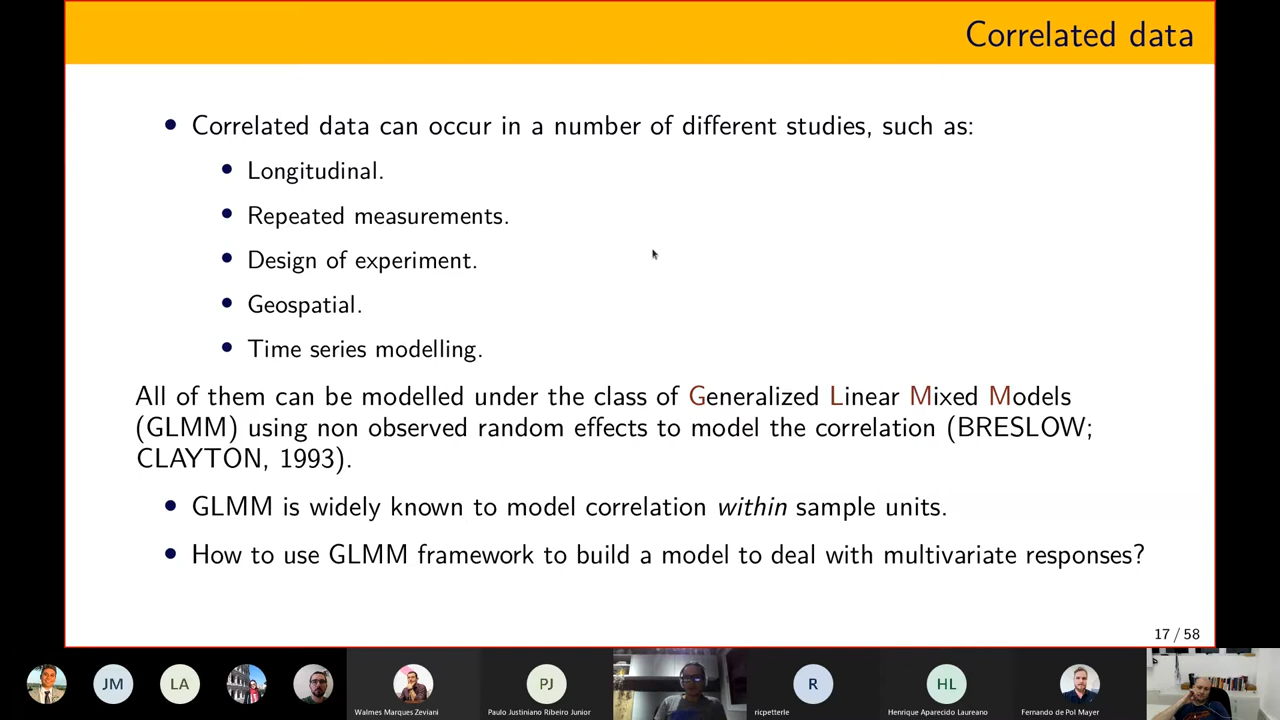 Correlated data
Correlated data can occur in a number of different studies, such as:
Longitudinal.
Repeated measurements.
Design of experiment.
Geospatial.
Time series modelling.
All of them can be modelled under the class of Generalized Linear Mixed Models
(GLMM) using non observed random effects to model the correlation (BRESLOW;
CLAYTON, 1993).
GLMM is widely known to model correlation within sample units.
How to use GLMM framework to build a model to deal with multivariate responses?
17 / 58
JM
LA
PJ
R
HL
Walmes Marques Zeviani
Paulo Justiniano Ribeiro Junior
ricpetterle
Henrique Aparecido Laureano
Fernando de Pol Mayer